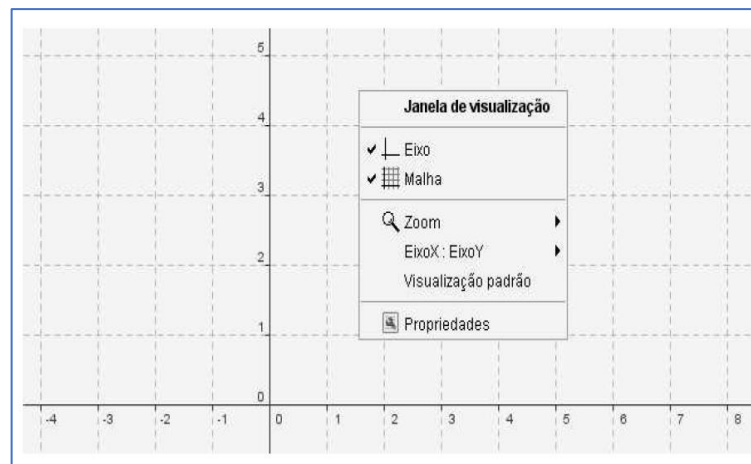 5
4
3
2
1
0
-4 -3 -2 -1 0 1 2 3 4 5 6 7 8
Janela de visualização
Eixo
Malha
Zoom
EixoX : EixoY
Visualização padrão
Propriedades